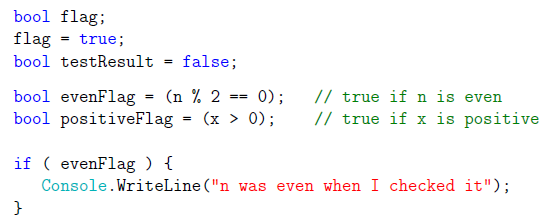 bool flag;
flag = true;
bool testResult = false;
bool evenFlag = (n % 2 == 0);   // true if n is even
bool positiveFlag = (x > 0);    // true if x is positive
if ( evenFlag ) {
   Console.WriteLine("n was even when I checked it");
}